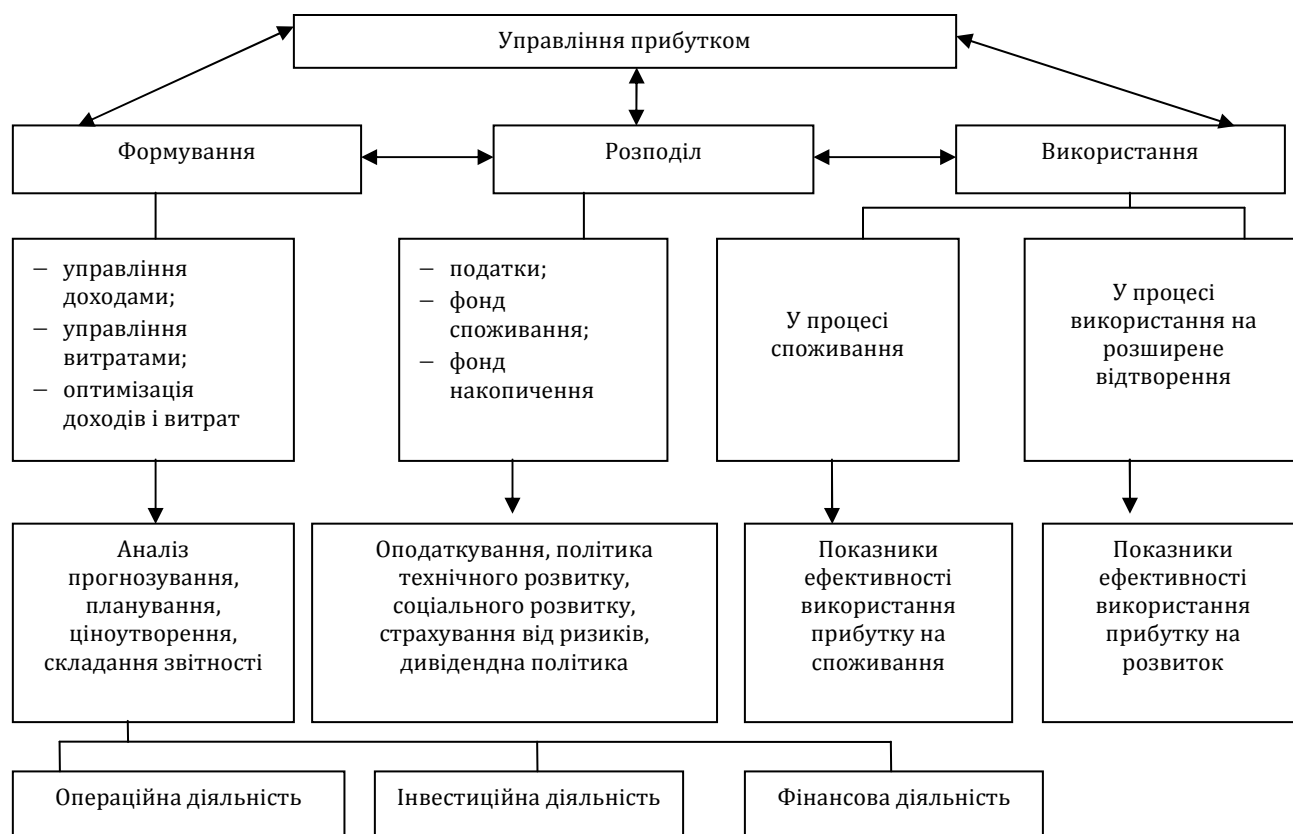 Управління прибутком
Формування
Розподіл
Використання
– управління
доходами;
– управління
витратами;
– оптимізація
доходів і витрат
– податки;
– фонд
споживання;
– фонд
накопичення
У процесі
споживання
У процесі
використання на
розширене
відтворення
Аналіз
прогнозування,
планування,
ціноутворення,
складання звітності
Оподаткування, політика
технічного розвитку,
соціального розвитку,
страхування від ризиків,
дивідендна політика
Показники
ефективності
використання
прибутку на
споживання
Показники
ефективності
використання
прибутку на
розвиток
Операційна діяльність
Інвестиційна діяльність
Фінансова діяльність